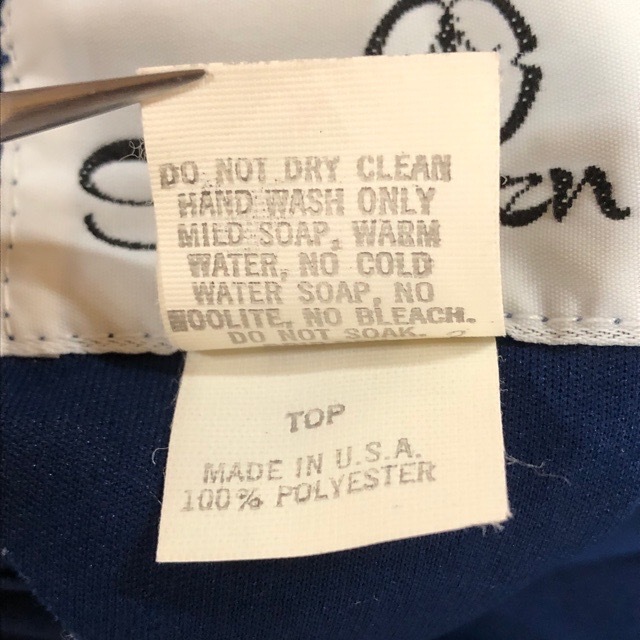 DO NOT DRY CLEAN
HAND WASH ONLY
MILD SOAP, WARM
WATER, NO COLD
WATER SOAP, NO
WOOLITE, NO BLEACH.
DO NOT SOAK.
TOP
MADE IN U.S.A.
100% POLYESTER